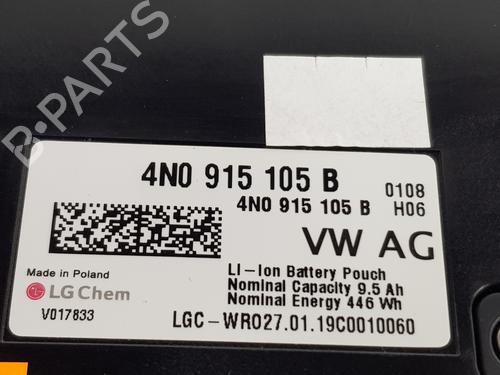 B-PARTS
4N0 915 105 B
0108
4N0 915 105 B
H06
VW AG
Made in Poland
LG Chem
V017833
LI-Ion Battery Pouch
Nominal Capacity 9.5 Ah
Nominal Energy 446 Wh
LGC-WR027.01.19C0010060